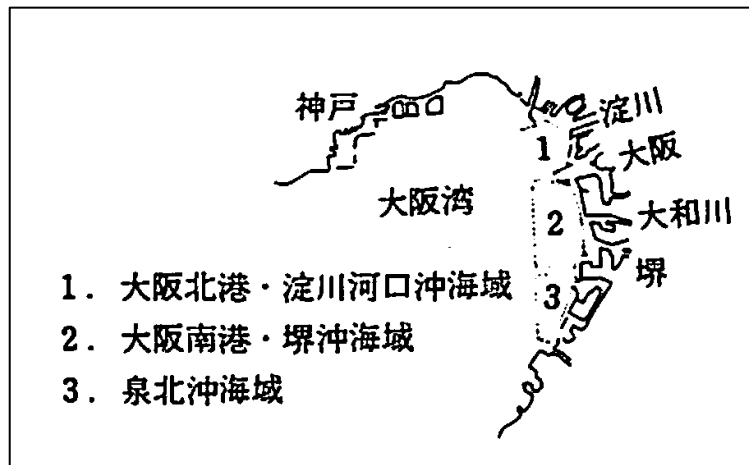 神戸
淀川
1
大阪
大阪湾
2
大和川
堺
3
1. 大阪北港・淀川河口沖海域
2. 大阪南港・堺沖海域
3. 泉北沖海域